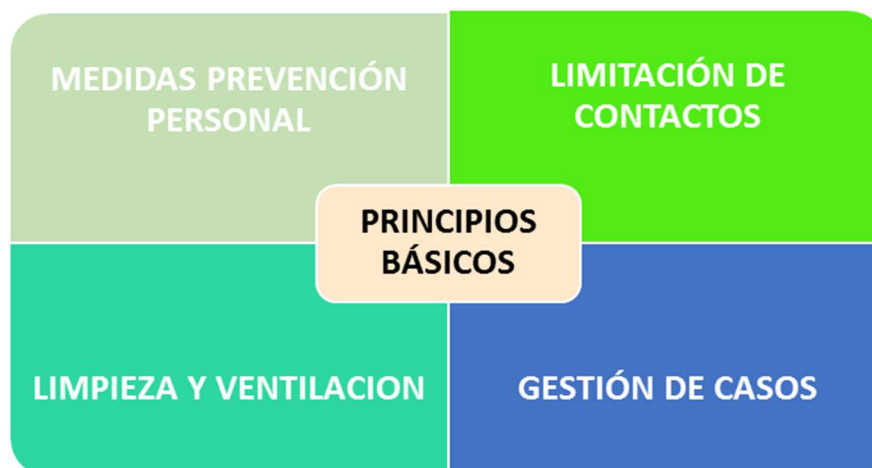 MEDIDAS PREVENCIÓN
PERSONAL
LIMITACIÓN DE
CONTACTOS
PRINCIPIOS
BÁSICOS
LIMPIEZA Y VENTILACION
GESTIÓN DE CASOS